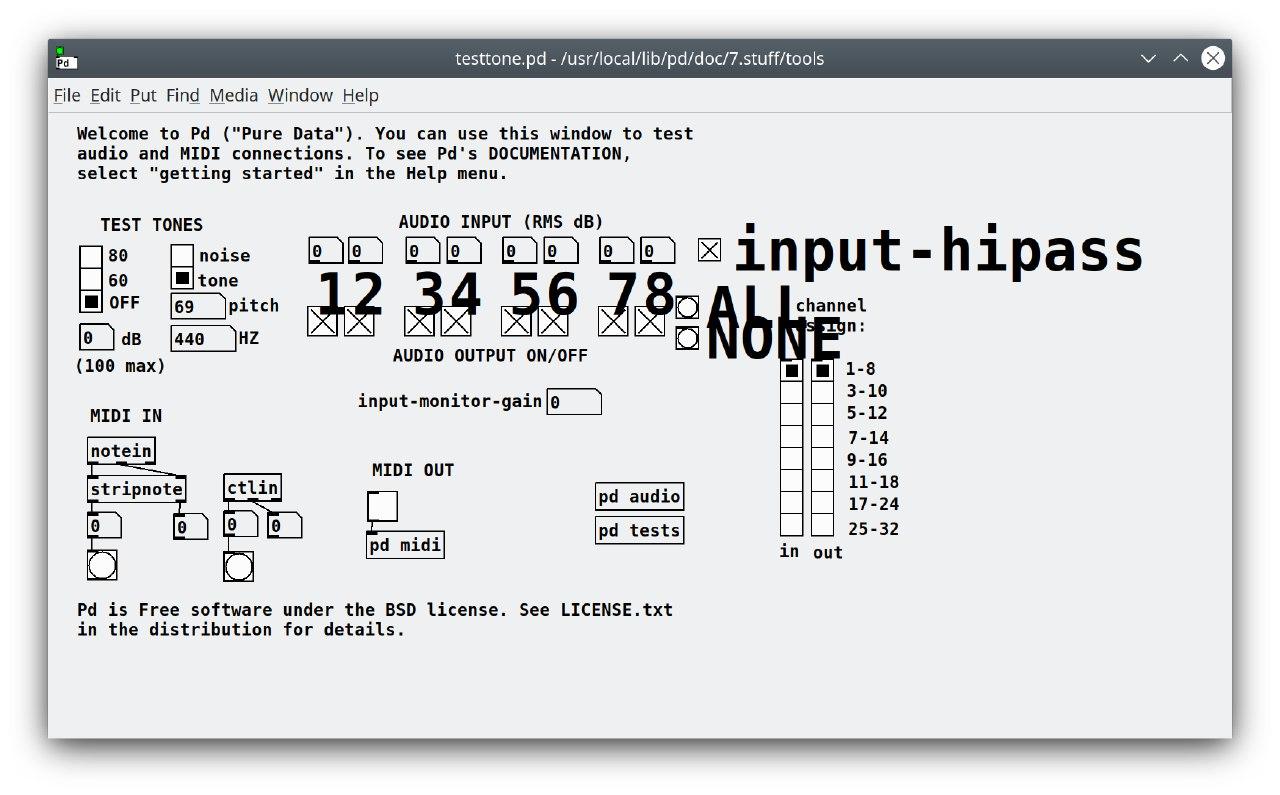 testtone.pd - /usr/local/lib/pd/doc/7.stuff/tools
Pd
File Edit Put Find Media Window Help
Welcome to Pd ("Pure Data"). You can use this window to test
audio and MIDI connections. To see Pd's DOCUMENTATION,
select "getting started" in the Help menu.
TEST TONES
80
60
OFF
0 dB
(100 max)
noise
tone
69 pitch
440 HZ
AUDIO INPUT (RMS dB)
0 0 0 0 0 0 0 0
12 34 56 78
AUDIO OUTPUT ON/OFF
input-hipass
ALL
NONE
channel
input-monitor-gain 0
1-8
3-10
5-12
7-14
9-16
11-18
17-24
25-32
in out
MIDI IN
notein
stripnote
0 0
ctlin
0 0
MIDI OUT
pd midi
pd audio
pd tests
Pd is Free software under the BSD license. See LICENSE.txt
in the distribution for details.